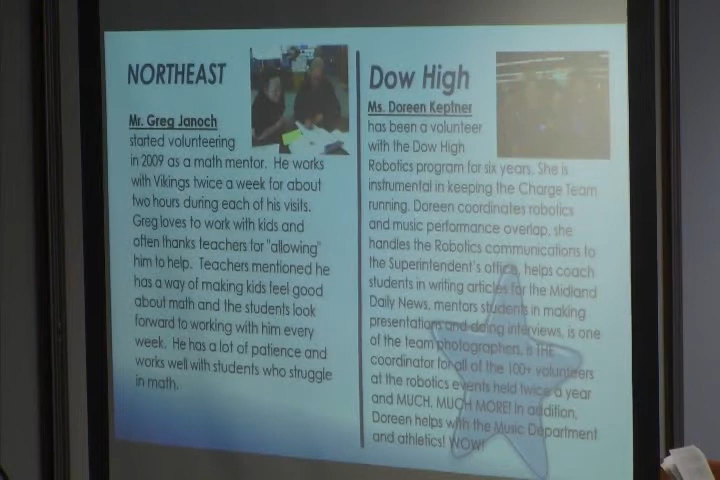 NORTHEAST
Mr. Greg Janoch
started volunteering
in 2009 as a math mentor. He works
with Vikings twice a week for about
two hours during each of his visits.
Greg loves to work with kids and
often thanks teachers for "allowing"
him to help. Teachers mentioned he
has a way of making kids feel good
about math and the students look
forward to working with him every
week. He has a lot of patience and
works well with students who struggle
in math.
Dow High
Ms. Doreen Keptner
has been a volunteer
with the Dow High
Robotics program for six years. She is
instrumental in keeping the Charge Team
running. Doreen coordinates robotics
and music performance overlap, she
handles the Robotics communications to
the Superintendent's office, helps coach
students in writing articles for the Midland
Daily News, mentors students in making
presentations and doing interviews, is one
of the team photographers, is THE
coordinator for all of the 100+ volunteers
at the robotics events held twice a year
and MUCH, MUCH MORE! In addition,
Doreen helps with the Music Department
and athletics! WOW!